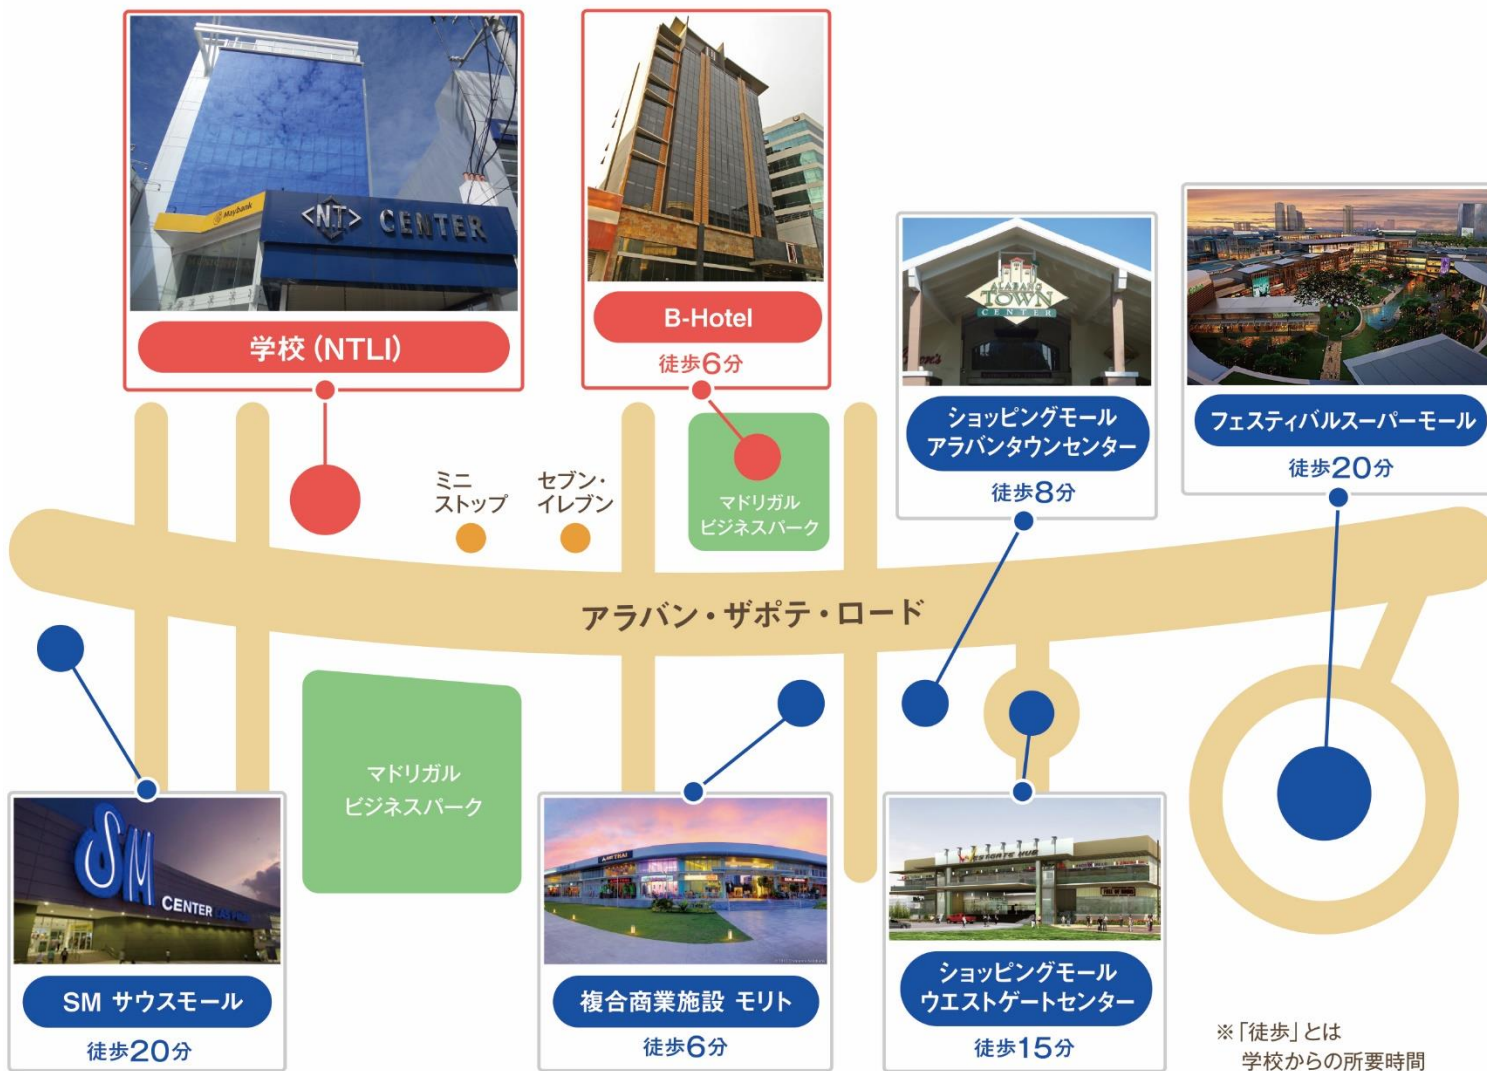 Maybank
<NT> CENTER
学校(NTLI)
B-Hotel
徒歩6分
ALABANG
TOWN
CENTER
ショッピングモール
アラバンタウンセンター
徒歩8分
フェスティバルスーパーモール
徒歩20分
ミニ
ストップ
セブン・
イレブン
マドリガル
ビジネスパーク
アラバン・ザポテ・ロード
マドリガル
ビジネスパーク
SM
CENTER
SM サウスモール
徒歩20分
THAI
複合商業施設 モリト
徒歩6分
WESTGATE HUB
ショッピングモール
ウエストゲートセンター
徒歩15分
※「徒歩」とは
学校からの所要時間